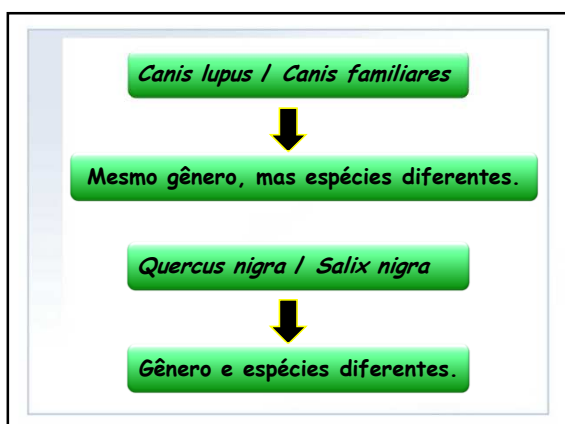 Canis lupus / Canis familiares
Mesmo gênero, mas espécies diferentes.
Quercus nigra / Salix nigra
Gênero e espécies diferentes.